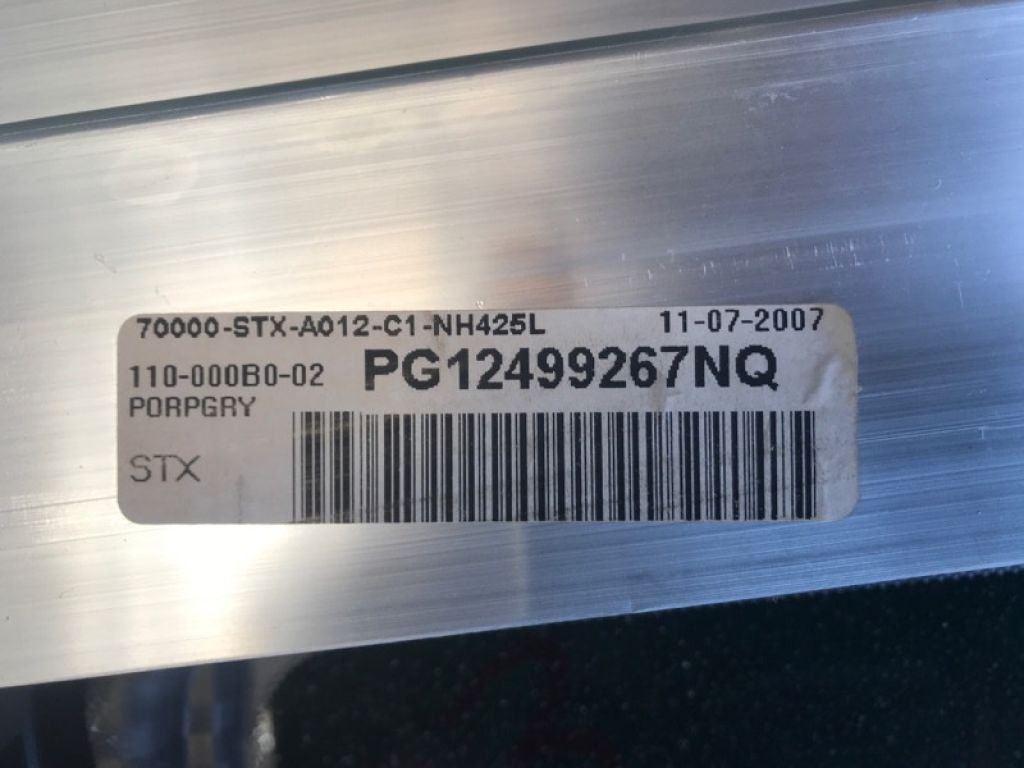 70000-STX-A012-C1-NH425L 11-07-2007
110-000B0-02 PG12499267NQ
PORPGRY
STX